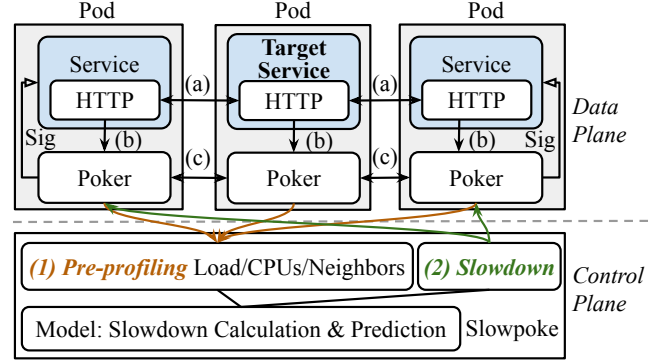 Pod
Pod
Pod
Service
Target
Service
Service
(a)
(a)
HTTP
HTTP
HTTP
Data
Plane
Sig
(b)
(b)
(b)
Sig
(c)
(c)
Poker
Poker
Poker
(1) Pre-profiling Load/CPUs/Neighbors
(2) Slowdown
Control
Plane
Model: Slowdown Calculation & Prediction
Slowpoke